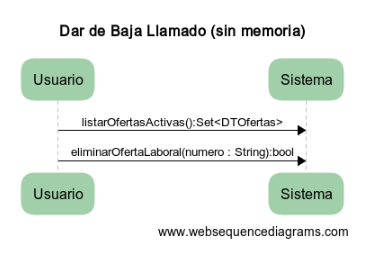 Dar de Baja Llamado (sin memoria)
Usuario
Sistema
listarOfertasActivas():Set<DTOfertas>
eliminarOfertaLaboral(numero : String):bool
Usuario
Sistema
www.websequencediagrams.com